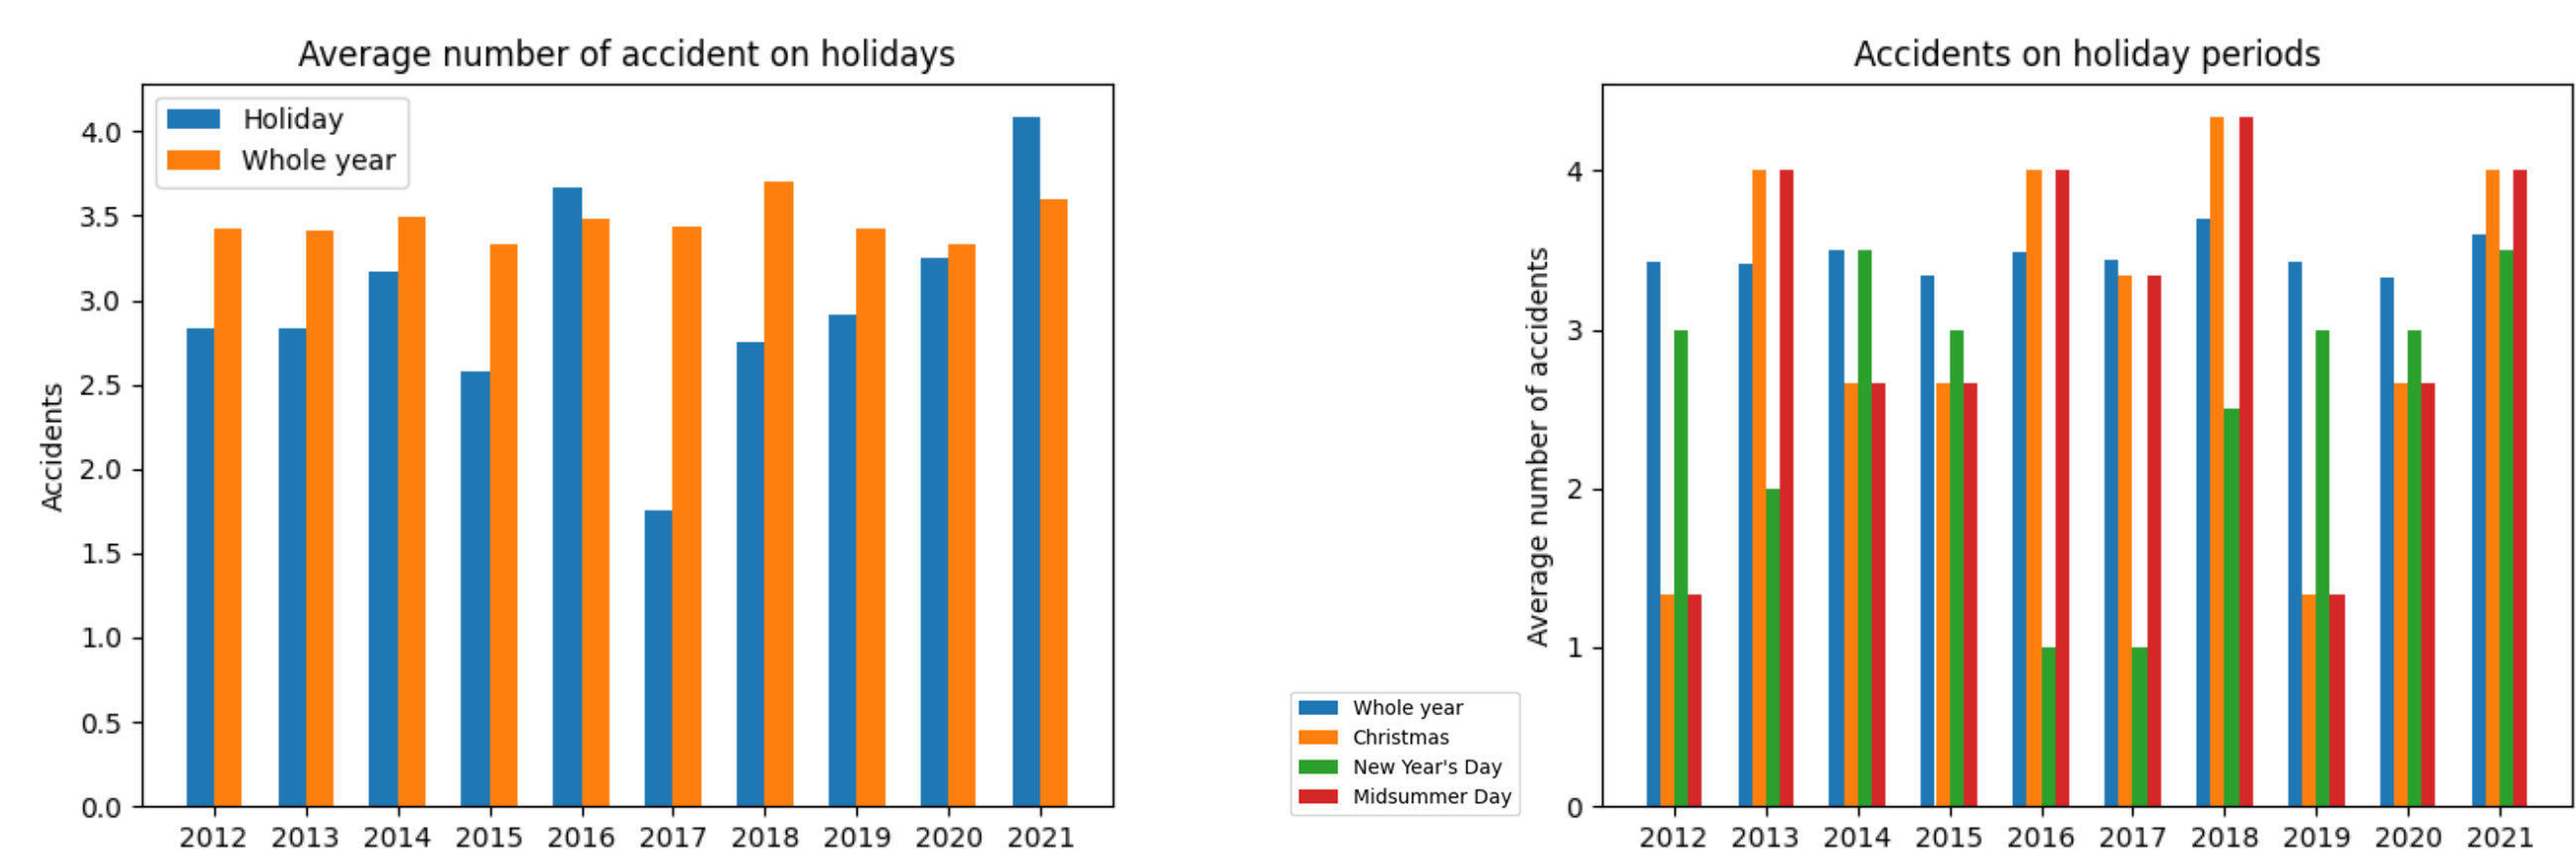 Average number of accident on holidays
Holiday
Whole year
Accidents
4.0
3.5
3.0
2.5
2.0
1.5
1.0
0.5
0.0
2012 2013 2014 2015 2016 2017 2018 2019 2020 2021
Accidents on holiday periods
Average number of accidents
4
3
2
1
0
Whole year
Christmas
New Year's Day
Midsummer Day
2012 2013 2014 2015 2016 2017 2018 2019 2020 2021